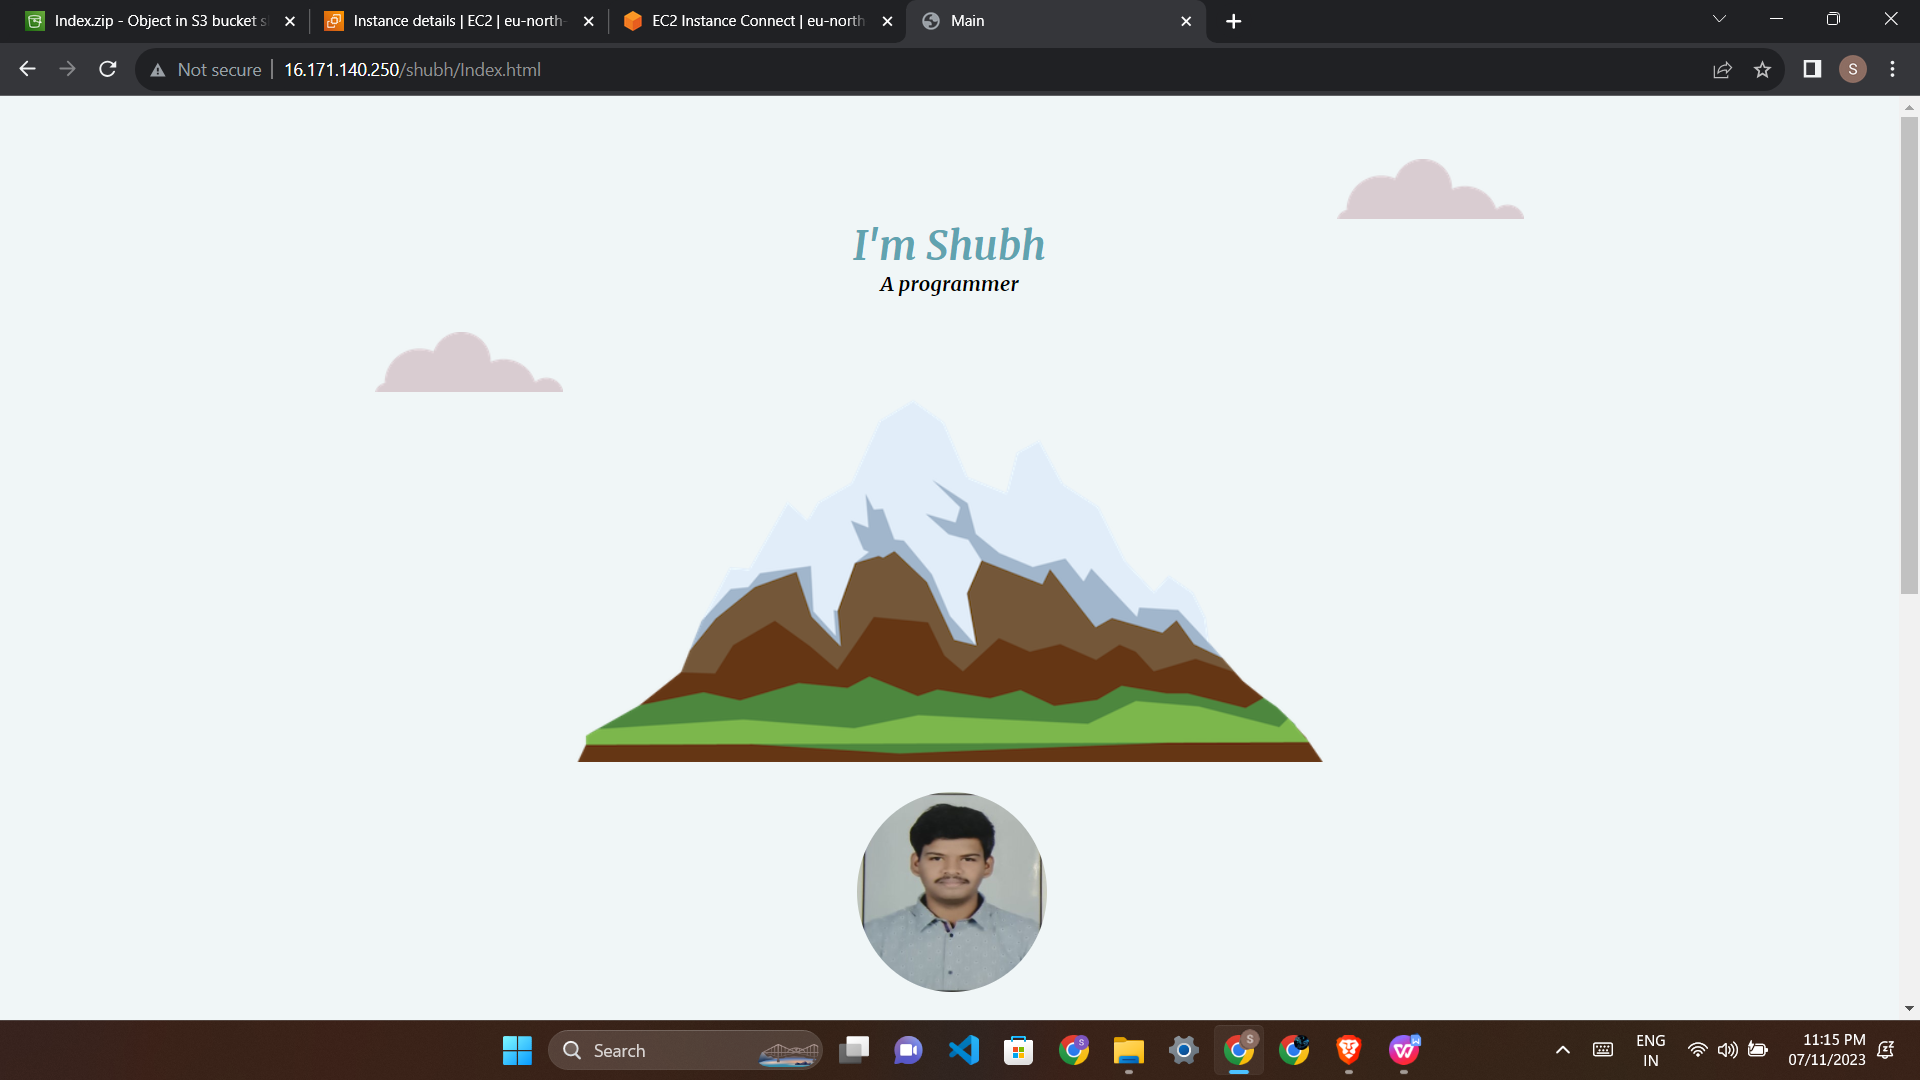 Index.zip - Object in S3 bucket s
Instance details | EC2 | eu-north-
EC2 Instance Connect | eu-north
Main
Not secure
16.171.140.250/shubh/Index.html
S
I'm Shubh
A programmer
Search
S
S
ENG
IN
11:15 PM
07/11/2023